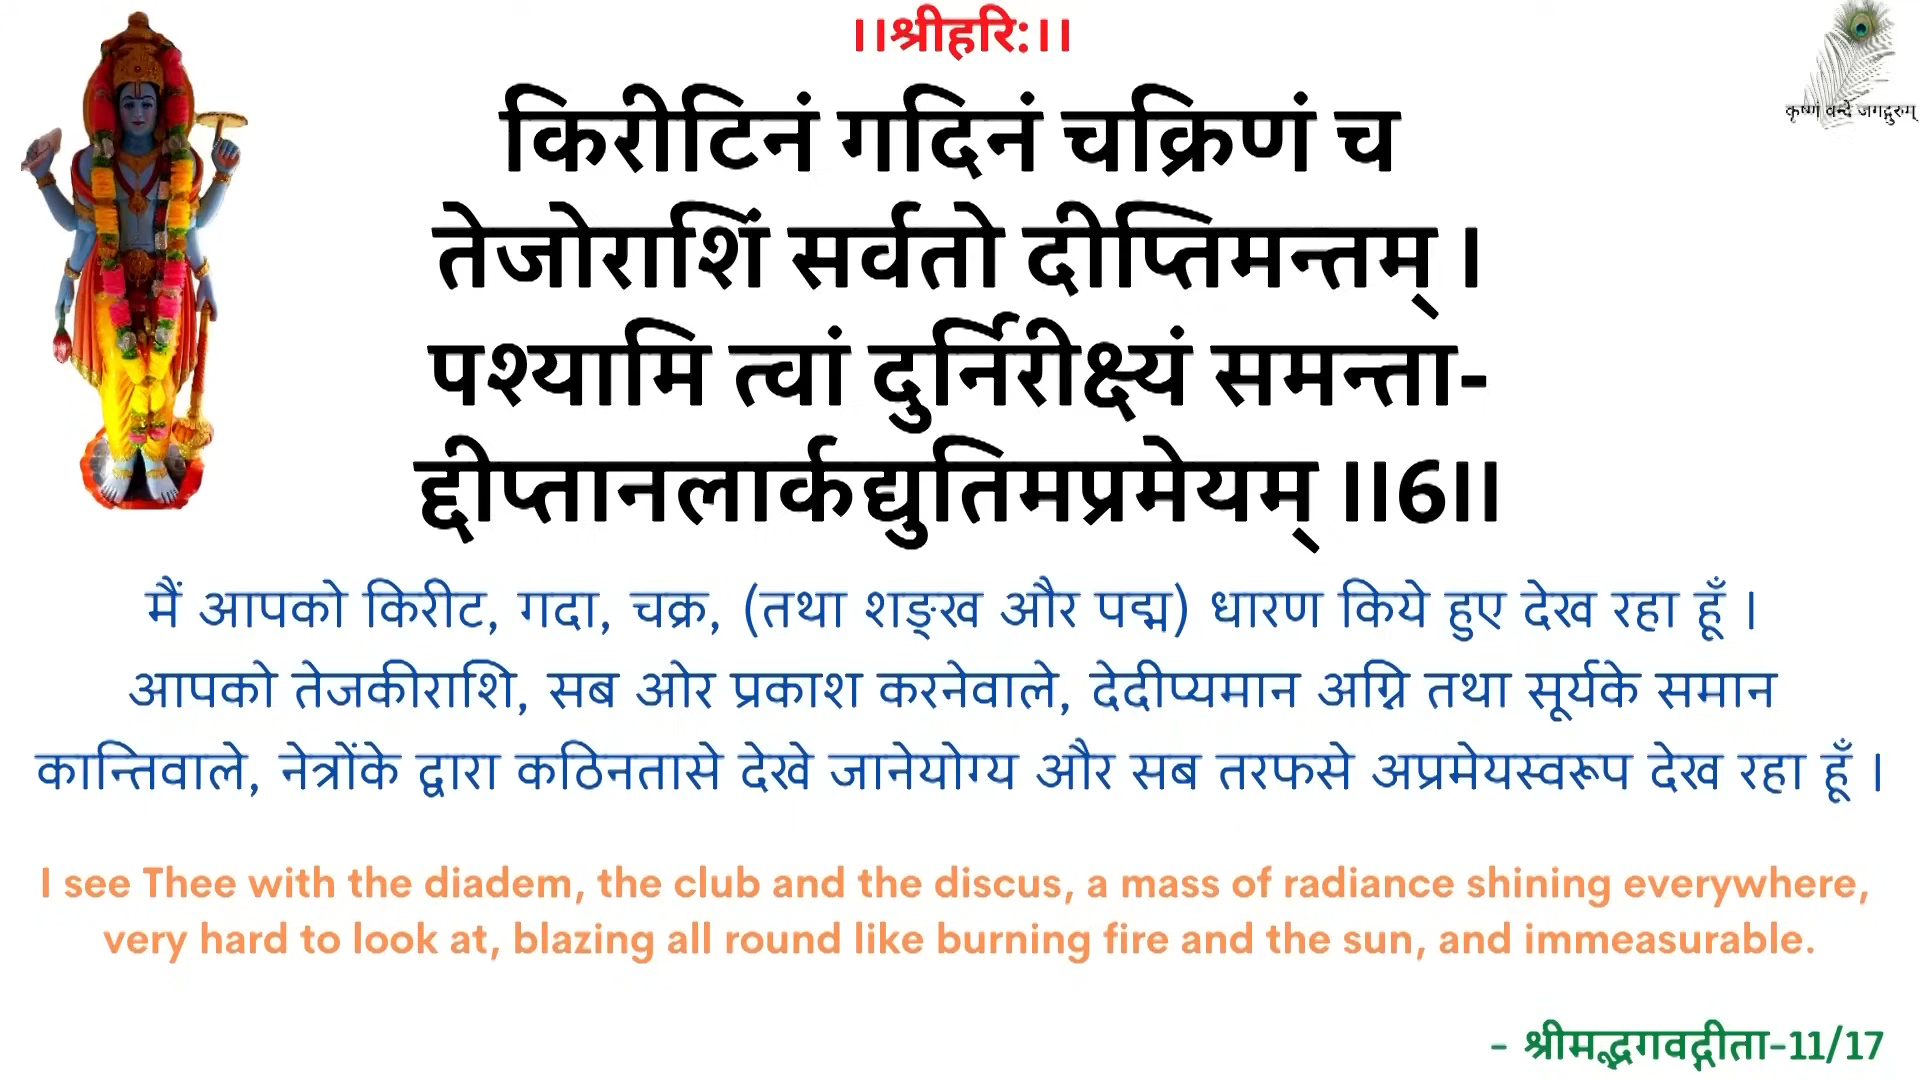 ।।श्रीहरि:।।
कृष्णं वन्दे जगद्गुरुम्
किरीटिनं गदिनं चक्रिणं च
तेजोराशिं सर्वतो दीप्तिमन्तम् ।
पश्यामि त्वां दुर्निरीक्ष्यं समन्ता-
द्दीप्तानलार्कद्युतिमप्रमेयम् ।।6।।
मैं आपको किरीट, गदा, चक्र, (तथा शङ्ख और पद्म) धारण किये हुए देख रहा हूँ ।
आपको तेजकीराशि, सब ओर प्रकाश करनेवाले, देदीप्यमान अग्नि तथा सूर्यके समान
कान्तिवाले, नेत्रोंके द्वारा कठिनतासे देखे जानेयोग्य और सब तरफसे अप्रमेयस्वरूप देख रहा हूँ ।
I see Thee with the diadem, the club and the discus, a mass of radiance shining everywhere,
very hard to look at, blazing all round like burning fire and the sun, and immeasurable.
- श्रीमद्भगवद्गीता-11/17